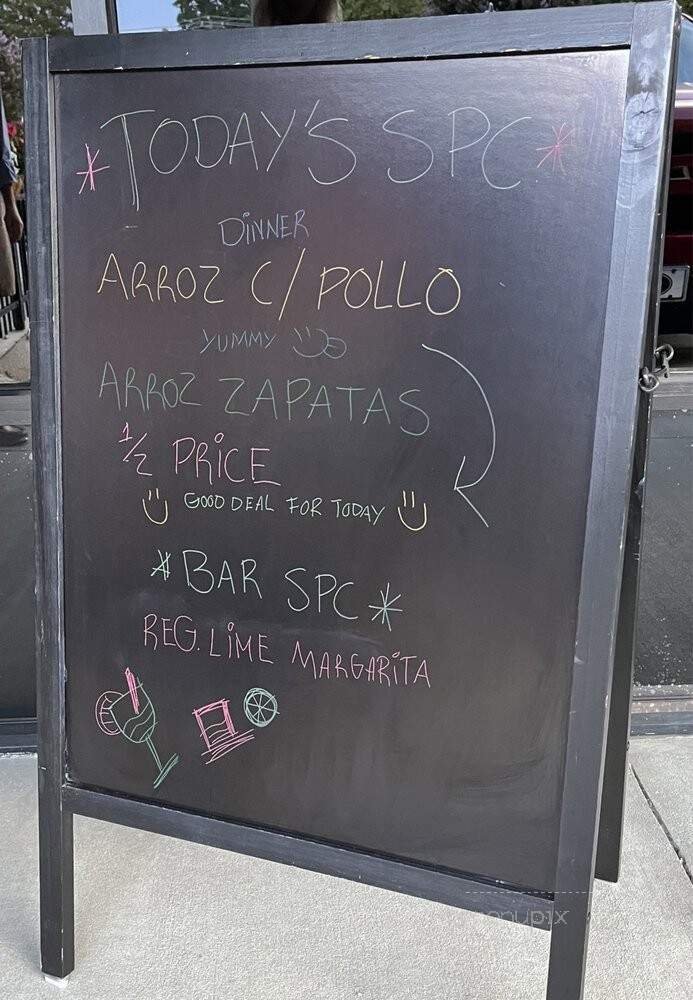 *TODAY'S SPC*
DINNER
ARROZ C/ POLLO
YUMMY
ARROZ ZAPATAS
1/2 PRICE
GOOD DEAL FOR TODAY
*BAR SPC*
REG. LIME MARGARITA